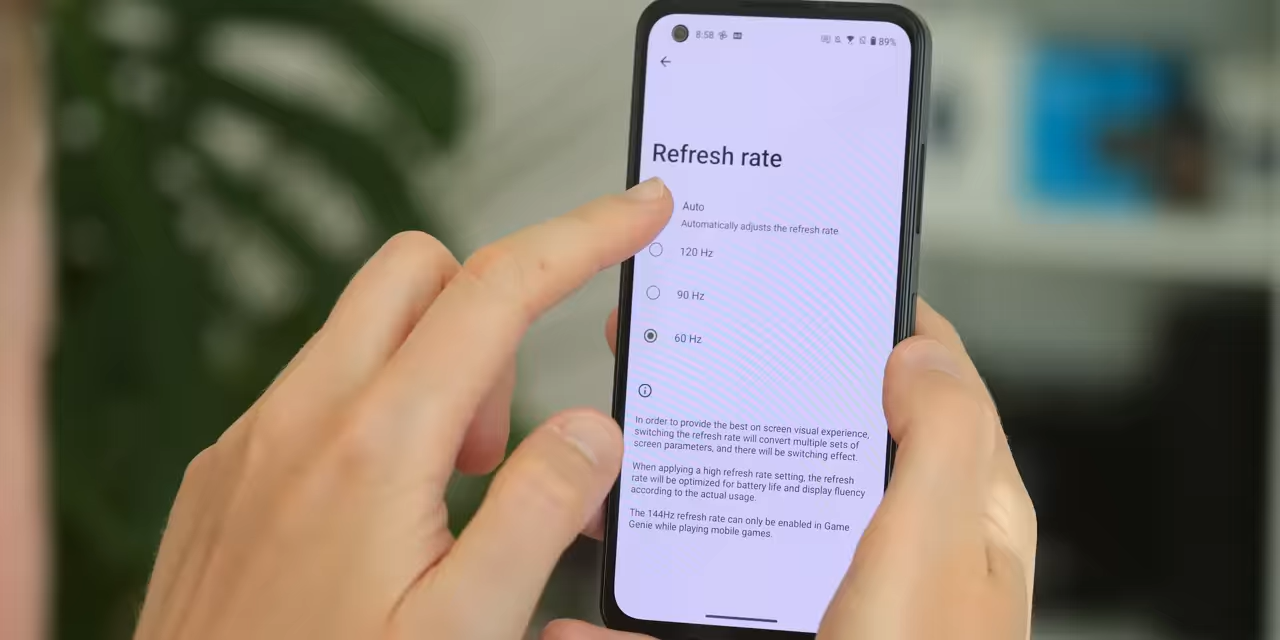 8:58
89%
Refresh rate
Auto
Automatically adjusts the refresh rate
120 Hz
90 Hz
60 Hz
In order to provide the best on screen visual experience,
switching the refresh rate will convert multiple sets of
screen parameters, and there will be switching effect.
When applying a high refresh rate setting, the refresh
rate will be optimized for battery life and display fluency
according to the actual usage.
The 144Hz refresh rate can only be enabled in Game
Genie while playing mobile games.